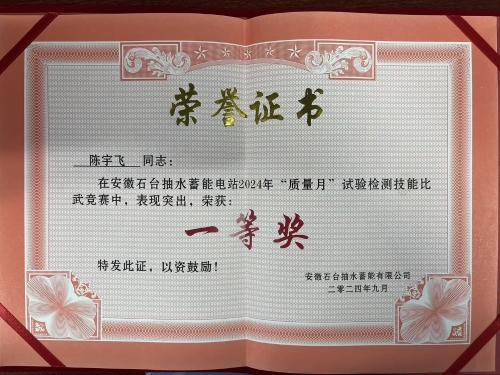 荣誉证书
陈宇飞 同志：
在安徽石台抽水蓄能电站2024年“质量月”试验检测技能比
武竞赛中，表现突出，荣获：
一等奖
特发此证，以资鼓励！
安徽石台抽水蓄能有限公司
二零二四年九月